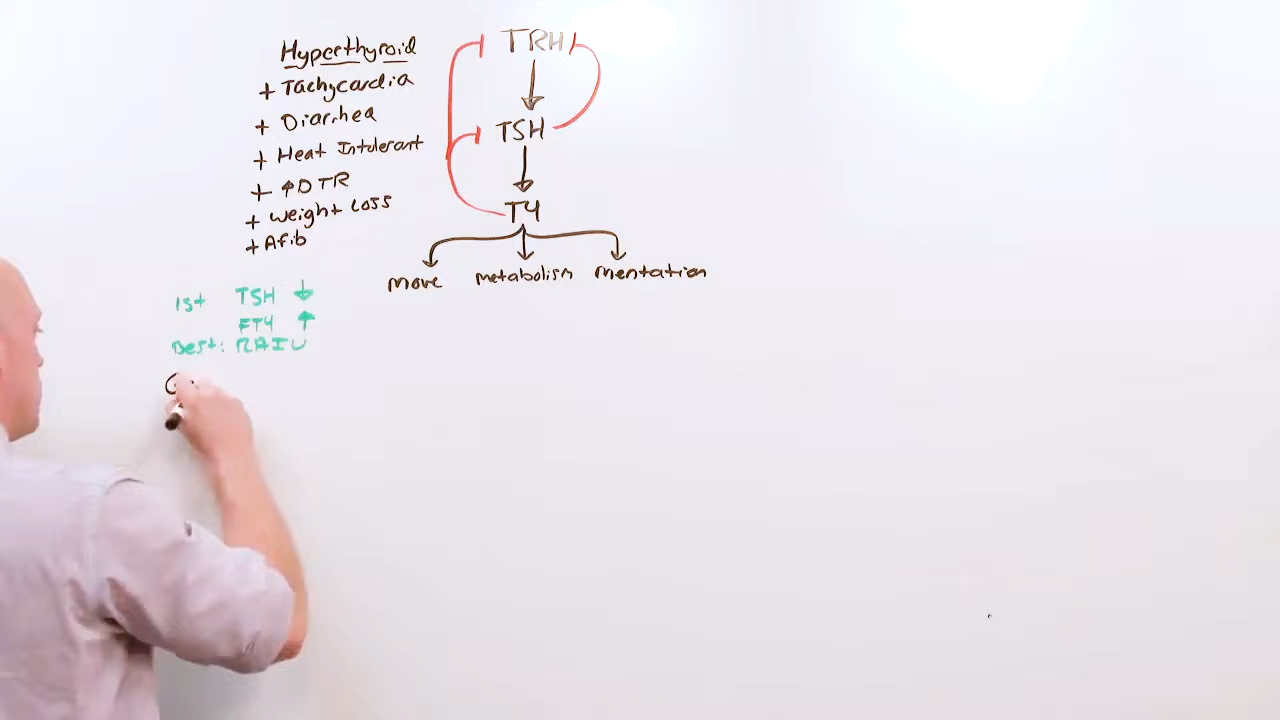 Hyperthyroid
+ Tachycardia
+ Diarrhea
+ Heat Intolerant
+ ↑DTR
+ Weight Loss
+ Afib
1st TSH ↓
FT4 ↑
Best: RAIU
TRH
TSH
T4
Move metabolism mentation